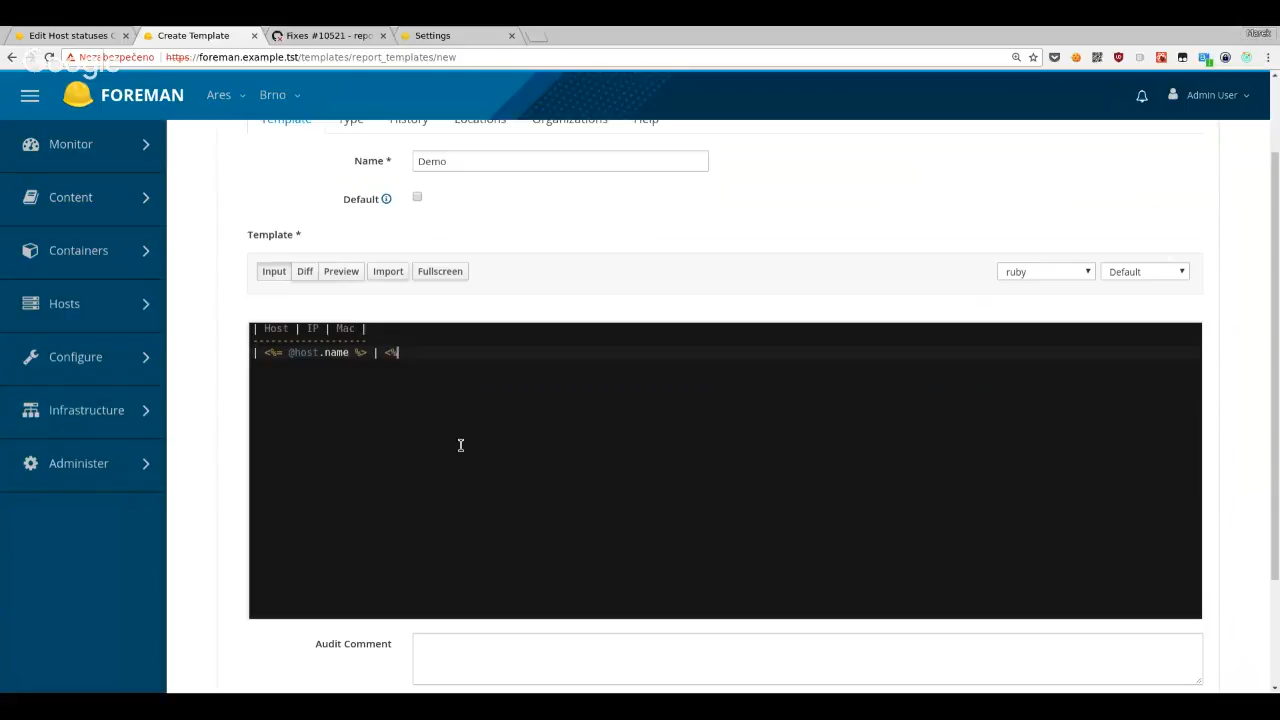 Edit Host statuses
Create Template
Fixes #10521 - repo
Settings
Marek
Nezabezpečeno
https://foreman.example.tst/templates/report_templates/new
Google
FOREMAN
Ares
Brno
Admin User
Template Type History Locations Organizations Help
Monitor
Content
Containers
Hosts
Configure
Infrastructure
Administer
Name * Demo
Default
Template *
Input Diff Preview Import Fullscreen
ruby
Default
| Host | IP | Mac |
-------------------
| <%= @host.name %> | <%
Audit Comment